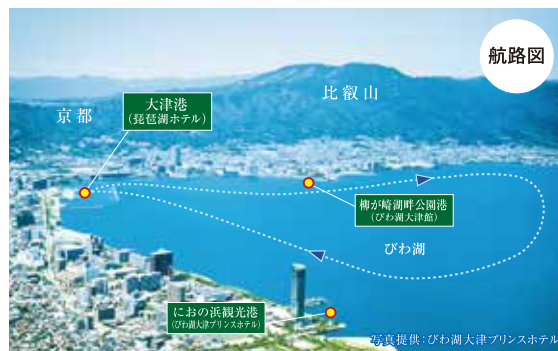 航路図
比叡山
京都
大津港
(琵琶湖ホテル)
柳が崎湖畔公園港
(びわ湖大津館)
びわ湖
におの浜観光港
(びわ湖大津プリンスホテル)
写真提供:びわ湖大津プリンスホテル